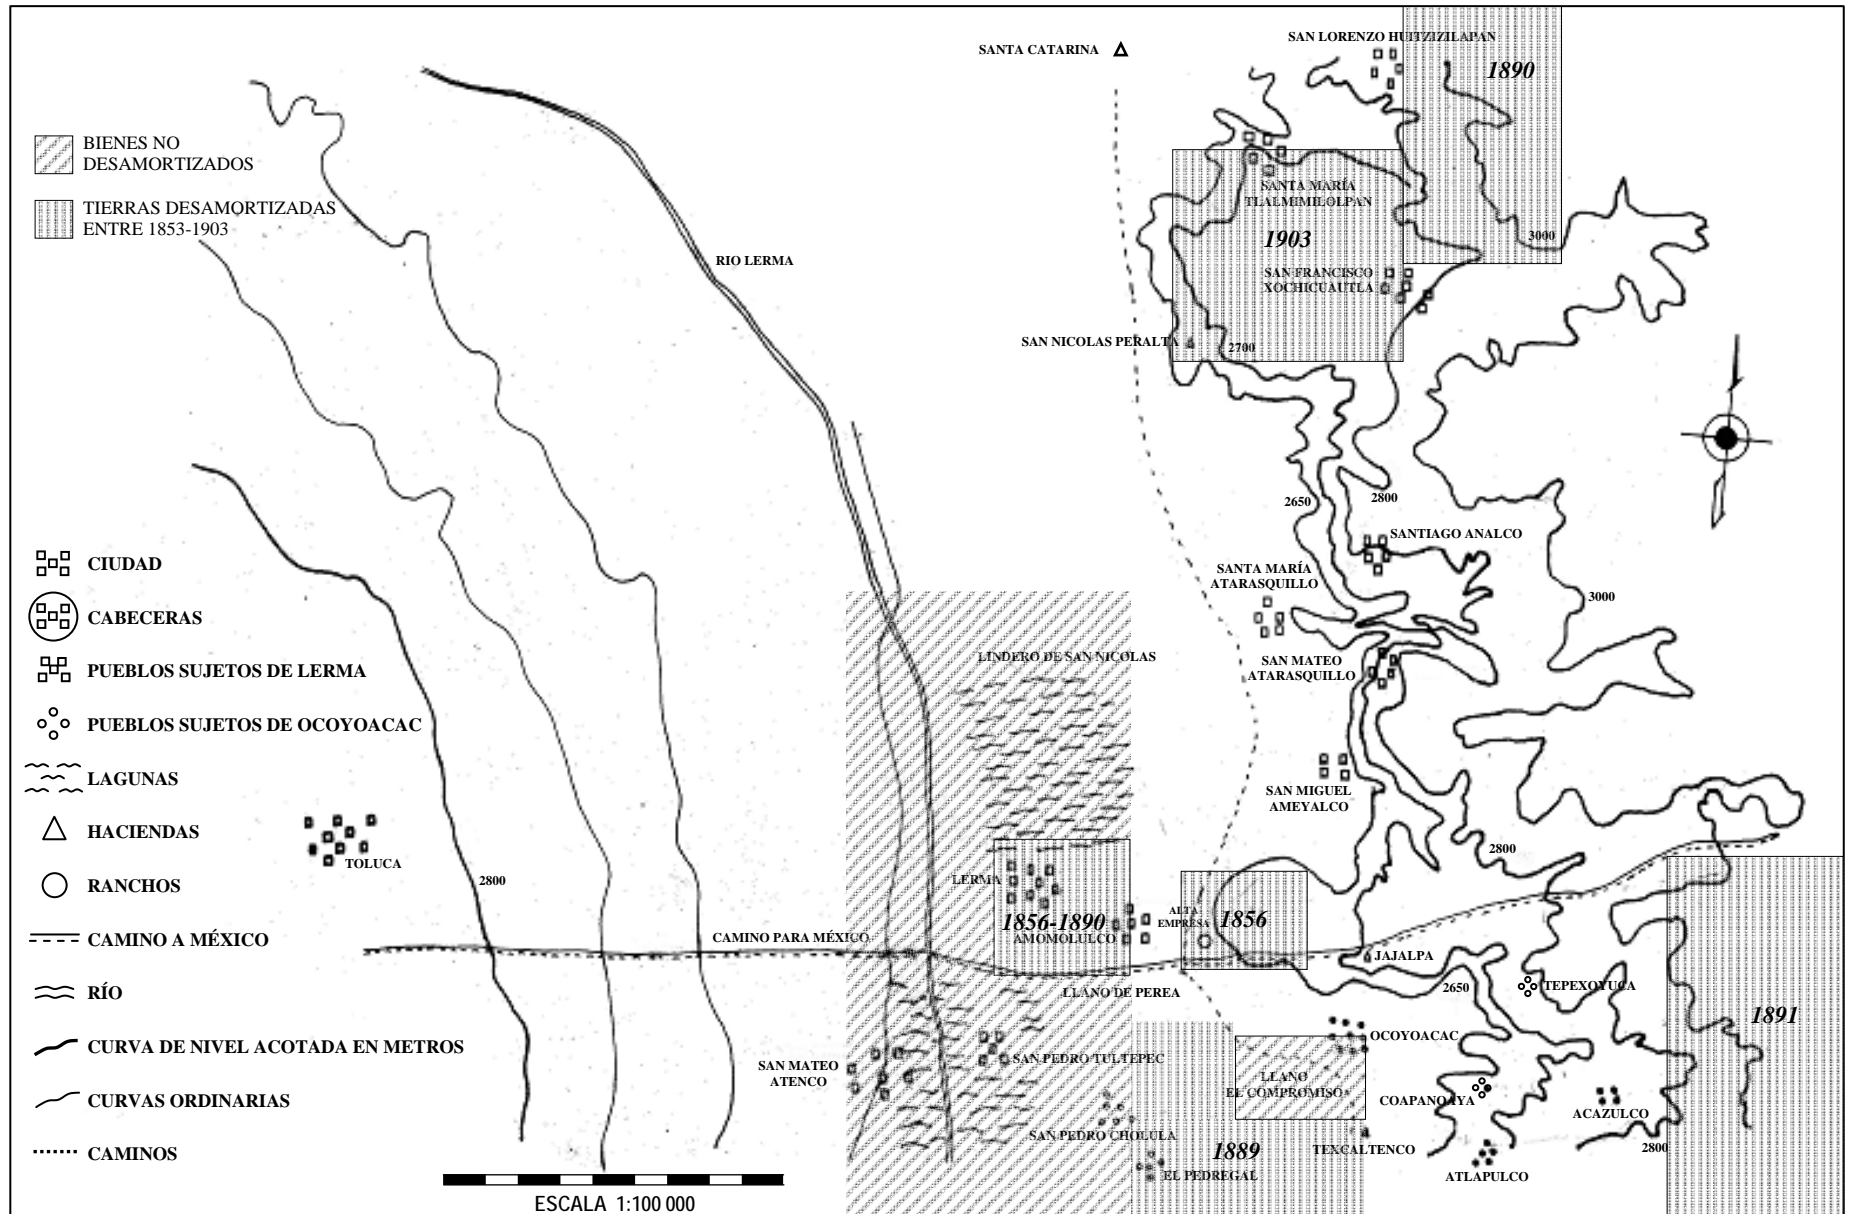 SANTA CATARINA
SAN LORENZO HUITZIZILAPAN
1890
BIENES NO
DESAMORTIZADOS
TIERRAS DESAMORTIZADAS
ENTRE 1853-1903
SANTA MARÍA
TLALMIMILOLPAN
1903
3000
RIO LERMA
SAN FRANCISCO
XOCHICUAUTLA
SAN NICOLAS PERALTA
2700
2650
2800
SANTIAGO ANALCO
SANTA MARÍA
ATARASQUILLO
3000
CIUDAD
CABECERAS
PUEBLOS SUJETOS DE LERMA
PUEBLOS SUJETOS DE OCOYOACAC
LAGUNAS
HACIENDAS
RANCHOS
CAMINO A MÉXICO
RÍO
CURVA DE NIVEL ACOTADA EN METROS
CURVAS ORDINARIAS
CAMINOS
LINDERO DE SAN NICOLAS
SAN MATEO
ATARASQUILLO
SAN MIGUEL
AMEYALCO
2800
TOLUCA
2800
LERMA
1856-1890
AMOMOLULCO
ALTA
EMPRESA
1856
CAMINO PARA MÉXICO
JAJALPA
LLANO DE PEREA
2650
TEPEXOYUCA
1891
OCOYOACAC
SAN MATEO
ATENCO
SAN PEDRO TULTEPEC
LLANO
EL COMPROMISO
COAPANOAYA
ACAZULCO
SAN PEDRO CHOLULA
1889
TEXCALTENCO
2800
EL PEDREGAL
ATLAPULCO
ESCALA 1:100 000